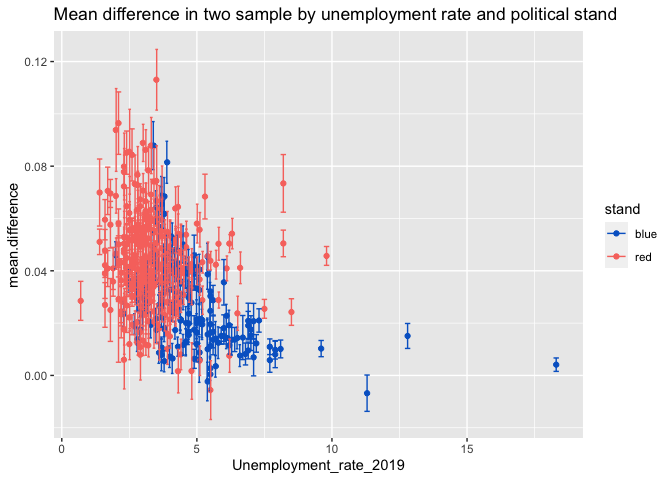 Mean difference in two sample by unemployment rate and political stand
0.12
0.08
0.04
0.00
mean.difference
0 5 10 15
Unemployment_rate_2019
stand
blue
red